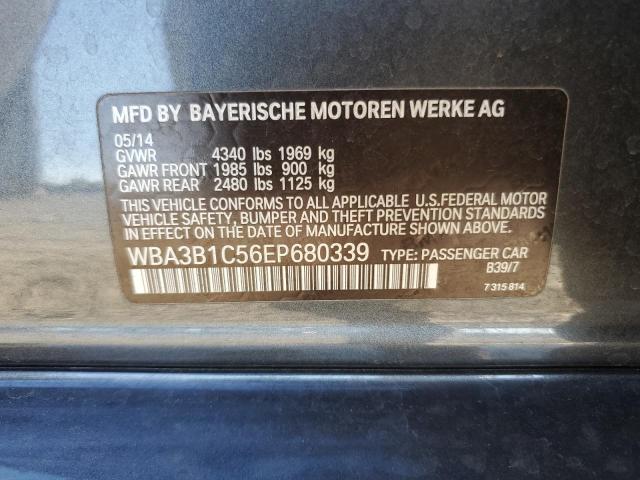 MFD BY BAYERISCHE MOTOREN WERKE AG
05/14
GVWR 4340 lbs 1969 kg
GAWR FRONT 1985 lbs 900 kg
GAWR REAR 2480 lbs 1125 kg
THIS VEHICLE CONFORMS TO ALL APPLICABLE U.S.FEDERAL MOTOR
VEHICLE SAFETY, BUMPER AND THEFT PREVENTION STANDARDS
IN EFFECT ON THE DATE OF MANUFACTURE SHOWN ABOVE.
WBA3B1C56EP680339 TYPE: PASSENGER CAR
B39/7
7 315 814